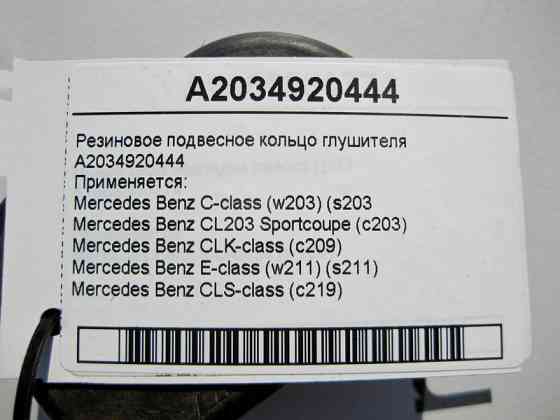 A2034920444
Резиновое подвесное кольцо глушителя
A2034920444
Применяется:
Mercedes Benz C-class (w203) (s203
Mercedes Benz CL203 Sportcoupe (c203)
Mercedes Benz CLK-class (c209)
Mercedes Benz E-class (w211) (s211)
Mercedes Benz CLS-class (c219)